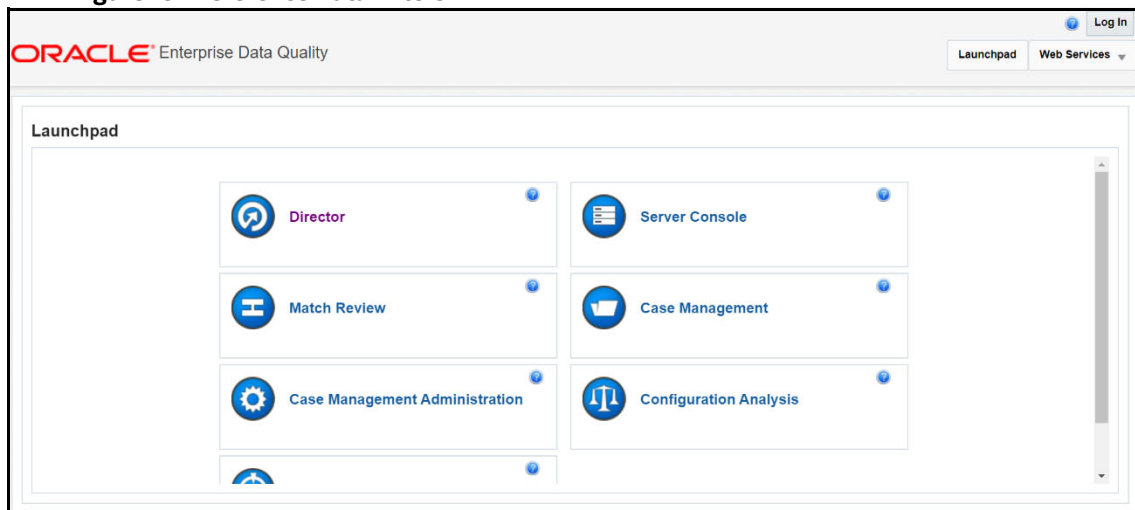 Log In
ORACLE Enterprise Data Quality
Launchpad Web Services
Launchpad
Director
Server Console
Match Review
Case Management
Case Management Administration
Configuration Analysis